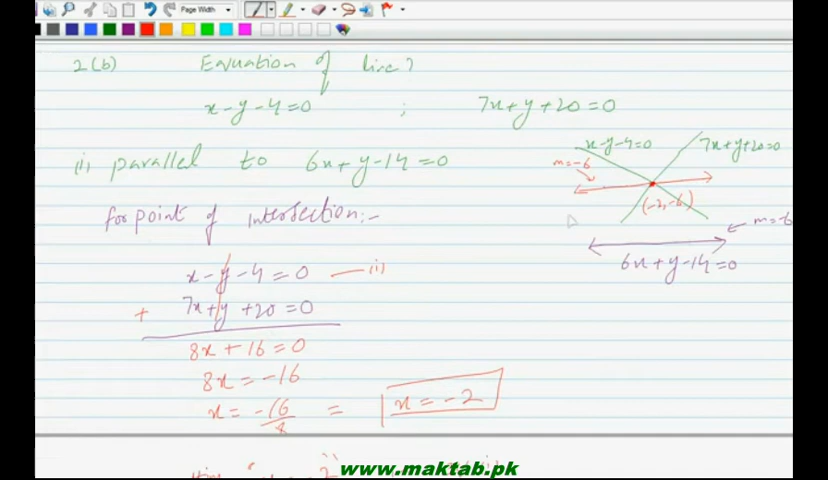 Page Width
2(b) Equation of line?
x-y-4=0 ; 7x+y+20=0
(i) parallel to 6x+y-14=0
for point of intersection:-
x-y-4=0 —(i)
+ 7x+y+20=0
8x+16=0
8x=-16
x=-16/8 = x=-2
x-y-4=0
7x+y+20=0
m=-6
(-2,-6)
m=-6
6x+y-14=0
www.maktab.pk